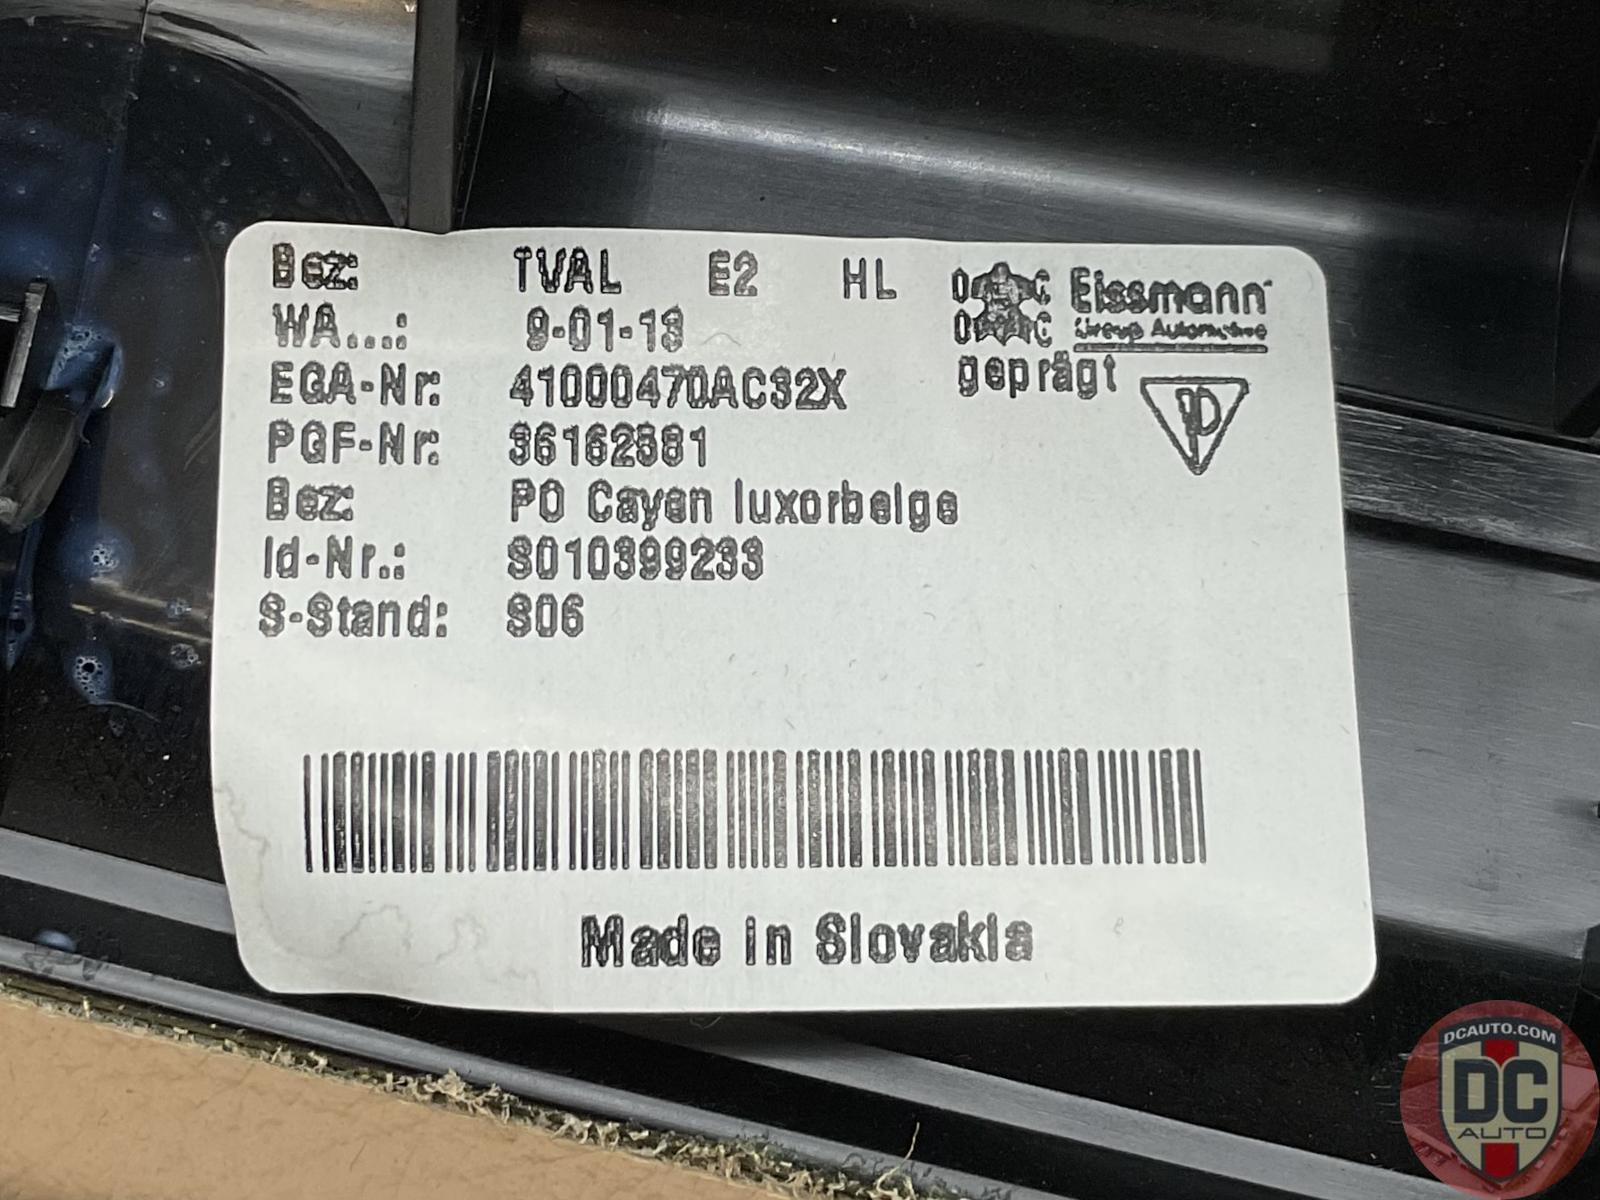 Bez: TVAL E2 HL
WA...: 9-01-13
EGA-Nr: 41000470AC32X
PGF-Nr: 36162581
Bez: PO Cayen luxorbeige
Id-Nr.: S010399233
S-Stand: S06
Eissmann
Group Automotive
geprägt
Made in Slovakia
DCAUTO.COM
DC
AUTO